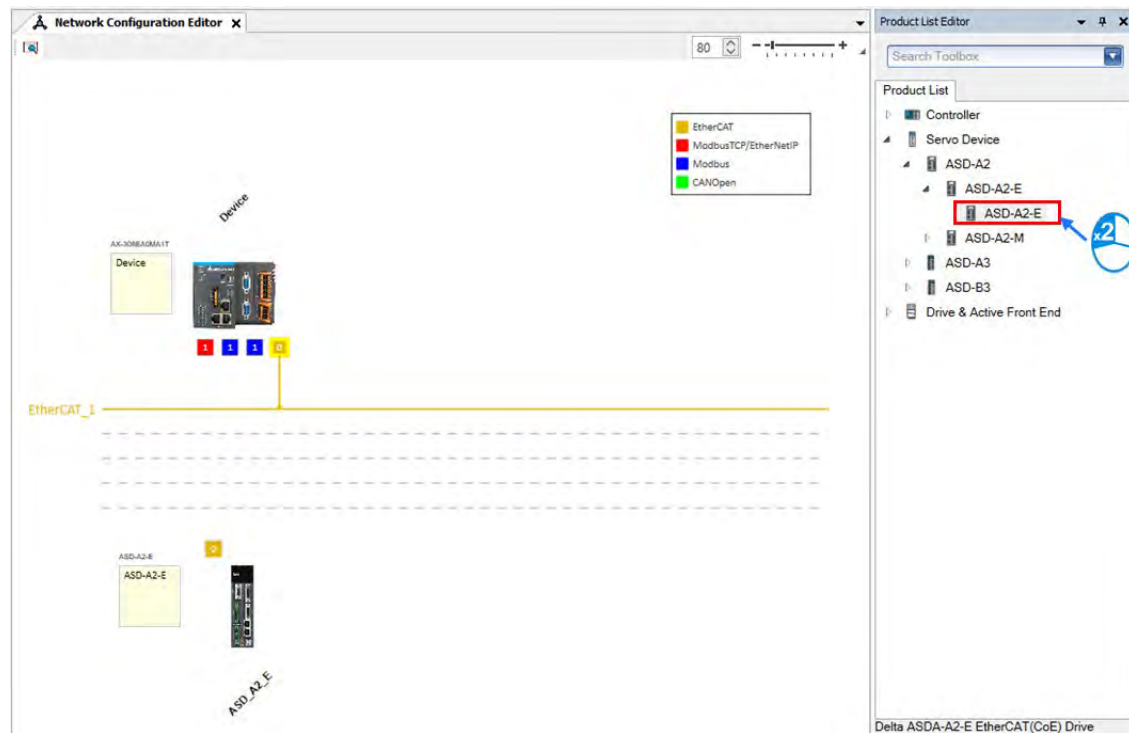 Network Configuration Editor
80
EtherCAT
ModbusTCP/EtherNetIP
Modbus
CANOpen
Device
AX-308EA0MA1T
Device
1 1 1 0
EtherCAT_1
0
ASD-A2-E
ASD-A2-E
ASD_A2_E
Product List Editor
Search Toolbox
Product List
Controller
Servo Device
ASD-A2
ASD-A2-E
ASD-A2-E
x2
ASD-A2-M
ASD-A3
ASD-B3
Drive & Active Front End
Delta ASDA-A2-E EtherCAT(CoE) Drive